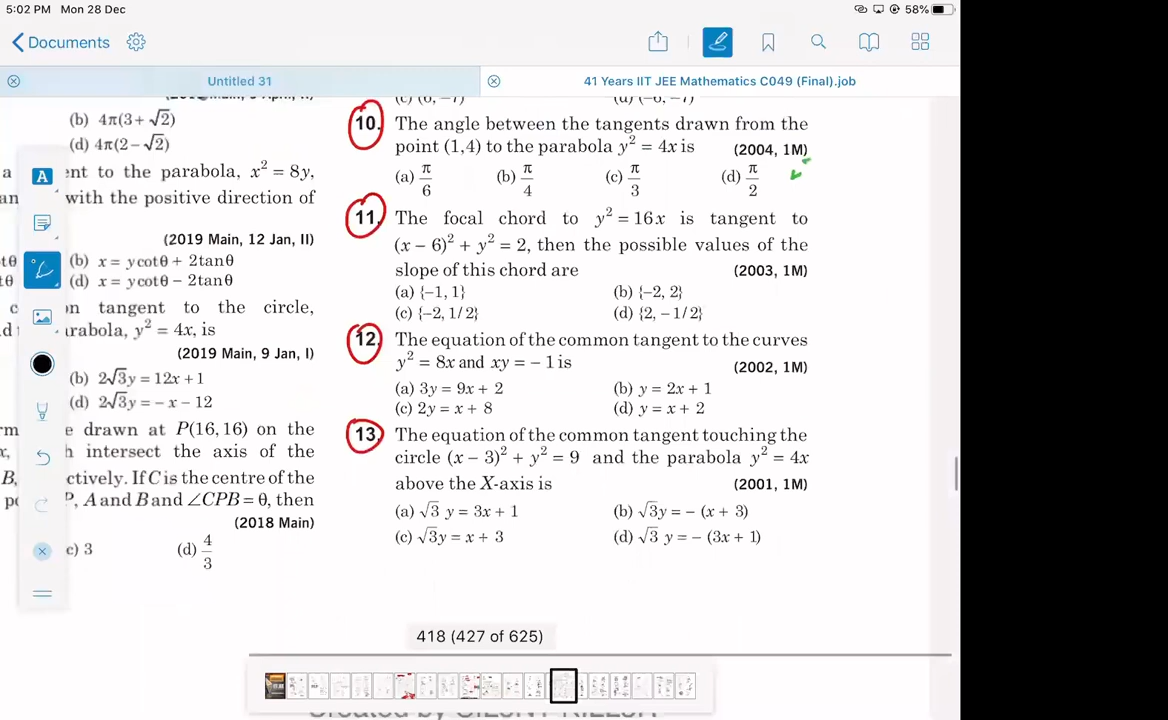 5:02 PM Mon 28 Dec
58%
Documents
Untitled 31
41 Years IIT JEE Mathematics C049 (Final).job
(b) 4π(3+√2)
(d) 4π(2−√2)
a
ent to the parabola, x² = 8y,
an
with the positive direction of
(2019 Main, 12 Jan, II)
(b) x = y cotθ + 2tanθ
(d) x = y cotθ − 2tanθ
n tangent to the circle,
arabola, y² = 4x, is
(2019 Main, 9 Jan, I)
(b) 2√3y = 12x + 1
(d) 2√3y = − x − 12
e drawn at P(16,16) on the
h intersect the axis of the
B,
ctively. If C is the centre of the
P, A and B and ∠CPB = θ, then
(2018 Main)
c) 3
(d) 4/3
(c) (6, −7)
(d) (−6, −7)
10. The angle between the tangents drawn from the
point (1,4) to the parabola y² = 4x is (2004, 1M)
(a) π/6 (b) π/4 (c) π/3 (d) π/2
11. The focal chord to y² = 16x is tangent to
(x − 6)² + y² = 2, then the possible values of the
slope of this chord are (2003, 1M)
(a) {−1, 1} (b) {−2, 2}
(c) {−2, 1/2} (d) {2, −1/2}
12. The equation of the common tangent to the curves
y² = 8x and xy = − 1 is (2002, 1M)
(a) 3y = 9x + 2 (b) y = 2x + 1
(c) 2y = x + 8 (d) y = x + 2
13. The equation of the common tangent touching the
circle (x − 3)² + y² = 9 and the parabola y² = 4x
above the X-axis is (2001, 1M)
(a) √3 y = 3x + 1 (b) √3y = − (x + 3)
(c) √3y = x + 3 (d) √3 y = − (3x + 1)
418 (427 of 625)